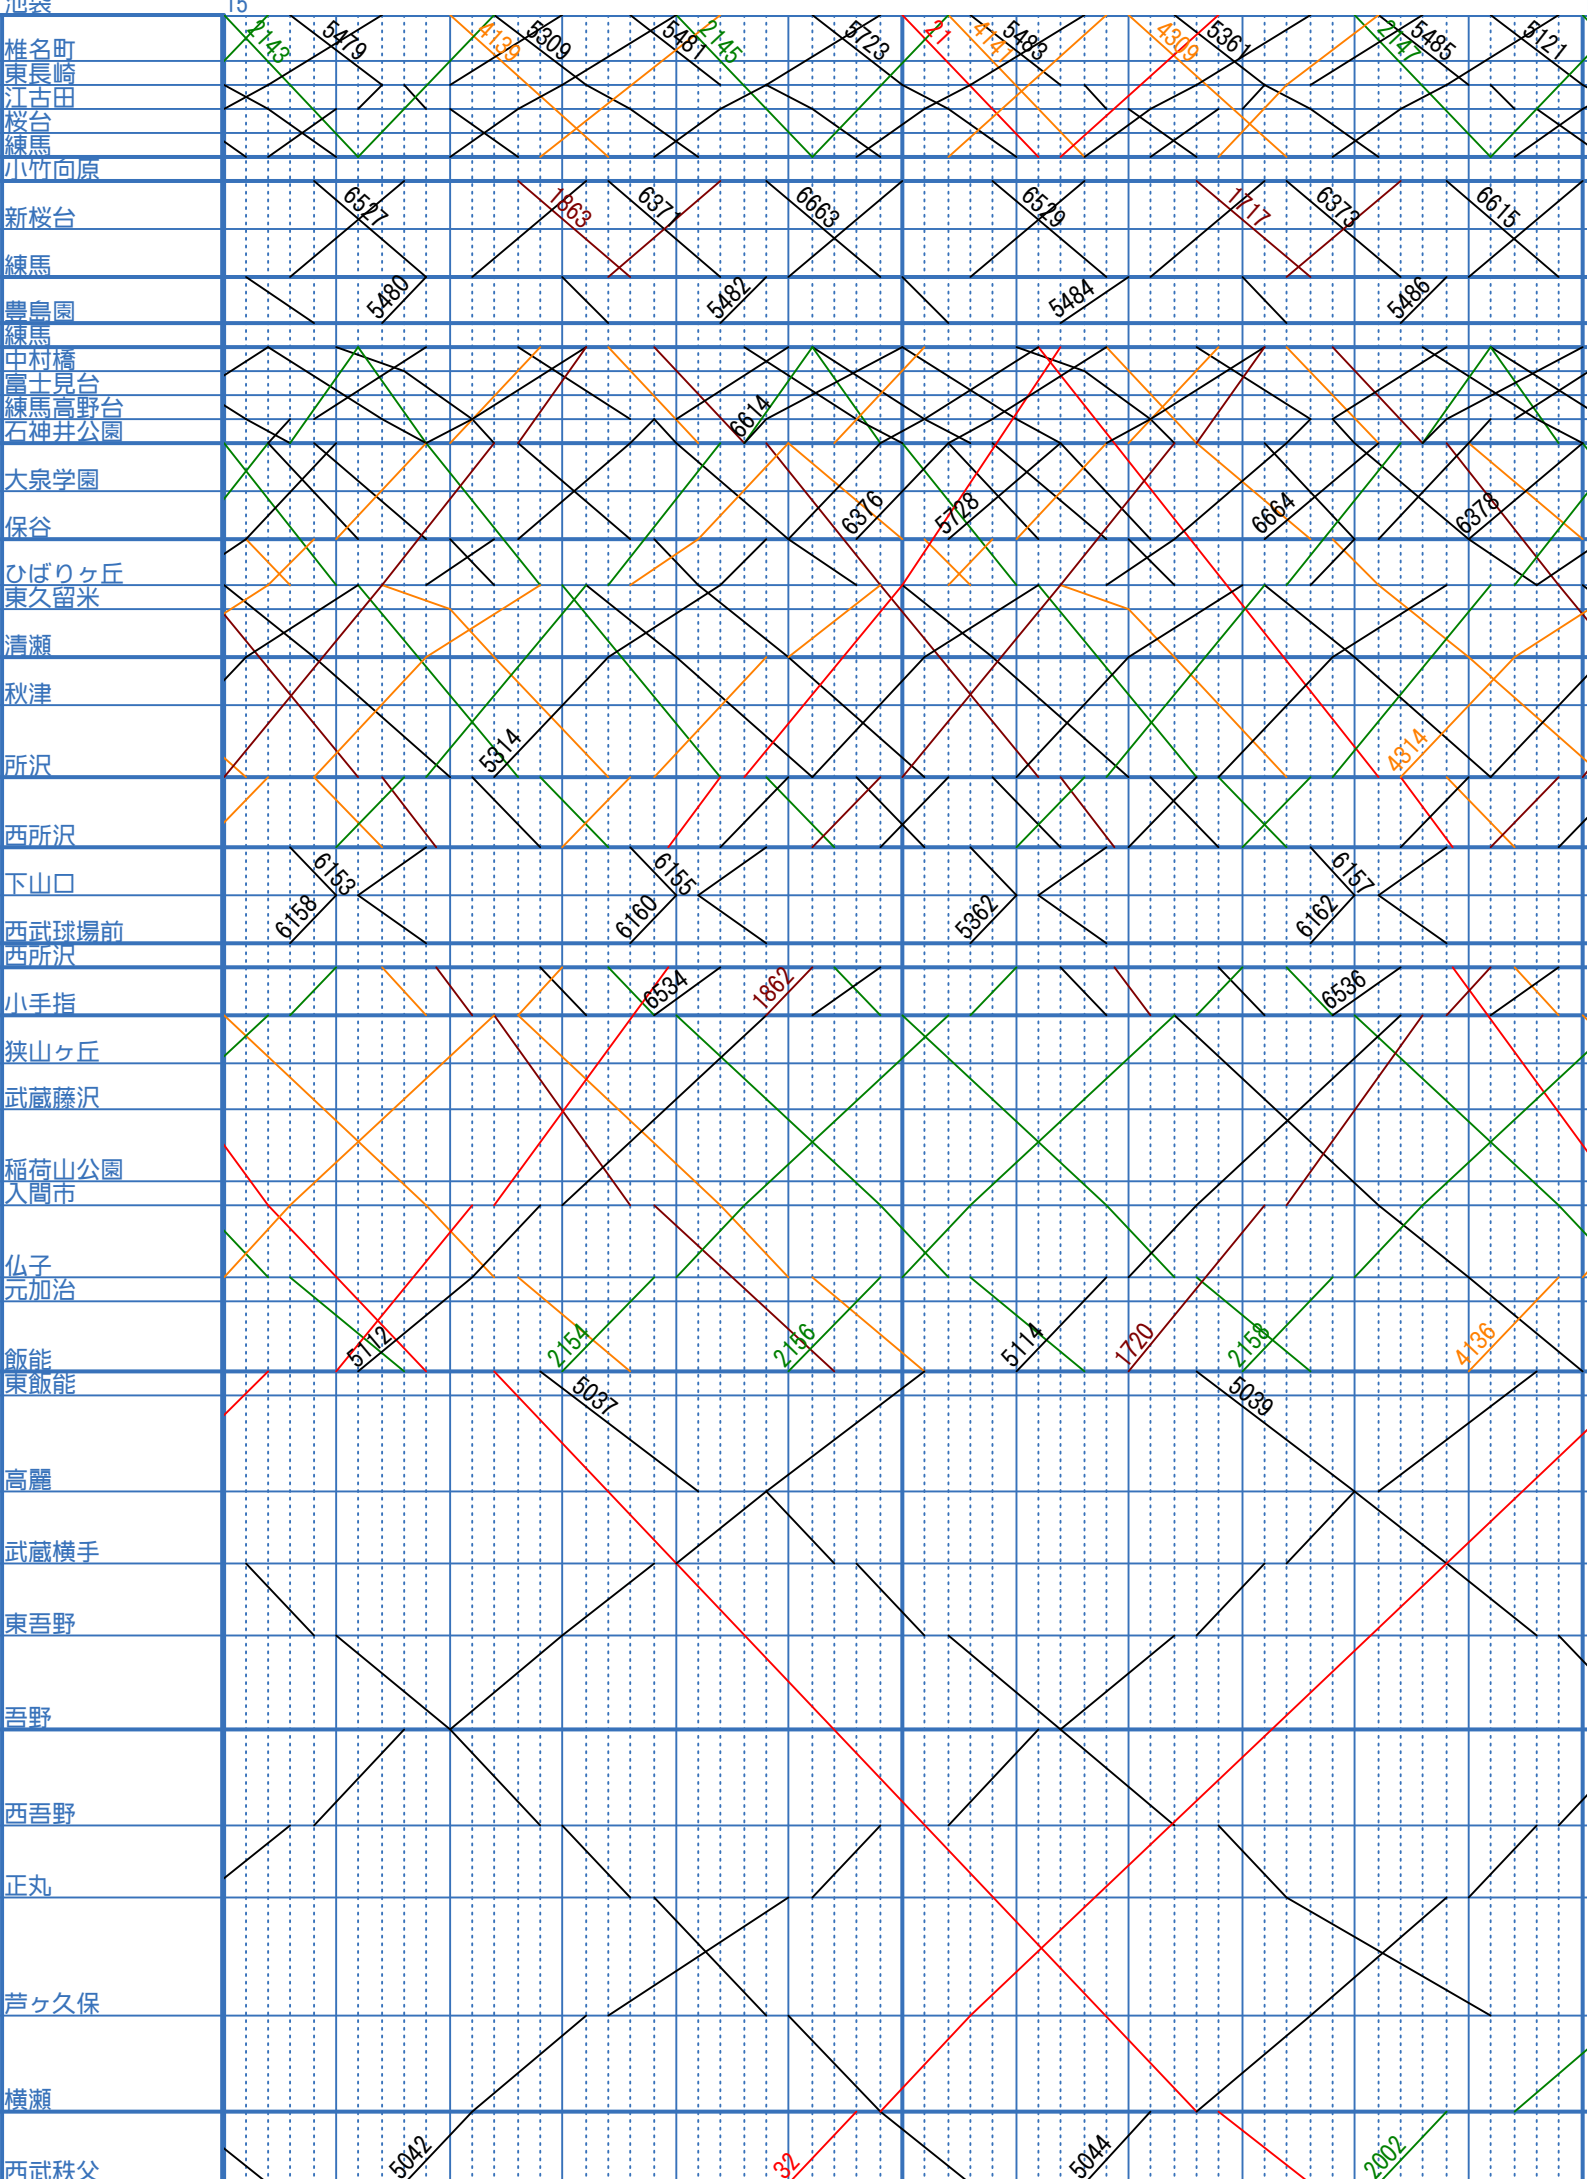 池袋
15
椎名町
2143
5479
4139
5309
5481
2145
5723
21
4141
5483
4309
5361
2147
5485
5121
東長崎
江古田
桜台
練馬
小竹向原
新桜台
6527
1863
6371
6663
6529
1717
6373
6615
練馬
豊島園
5480
5482
5484
5486
練馬
中村橋
富士見台
練馬高野台
石神井公園
6614
大泉学園
保谷
6376
5728
6664
6378
ひばりヶ丘
東久留米
清瀬
秋津
所沢
5314
4314
西所沢
下山口
6153
6155
6157
西武球場前
6158
6160
5362
6162
西所沢
小手指
6534
1862
6536
狭山ヶ丘
武蔵藤沢
稲荷山公園
入間市
仏子
元加治
飯能
5112
2154
2156
5114
1720
2158
4136
東飯能
5037
5039
高麗
武蔵横手
東吾野
吾野
西吾野
正丸
芦ヶ久保
横瀬
西武秩父
5042
32
5044
2002